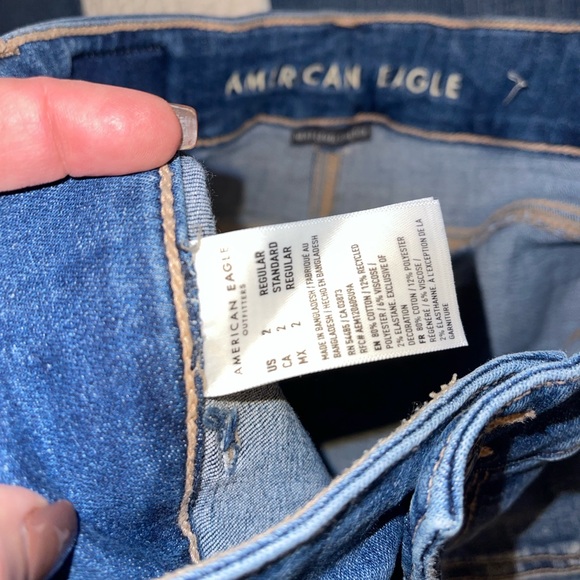 AMERCAN EAGLE
AMERICAN EAGLE
OUTFITTERS
US 2 REGULAR
CA 2 STANDARD
MX 2 REGULAR
MADE IN BANGLADESH / FABRIQUÉ AU
BANGLADESH / HECHO EN BANGLADESH
RN 54485 / CA 03073
EN 80% COTTON / 12% RECYCLED
POLYESTER / 6% VISCOSE /
2% ELASTANE. EXCLUSIVE OF
DECORATION
FR 80% COTON / 12% POLYESTER
RÉGÉNÉRÉ / 6% VISCOSE /
2% ÉLASTHANNE. À L'EXCEPTION DE LA
GARNITURE